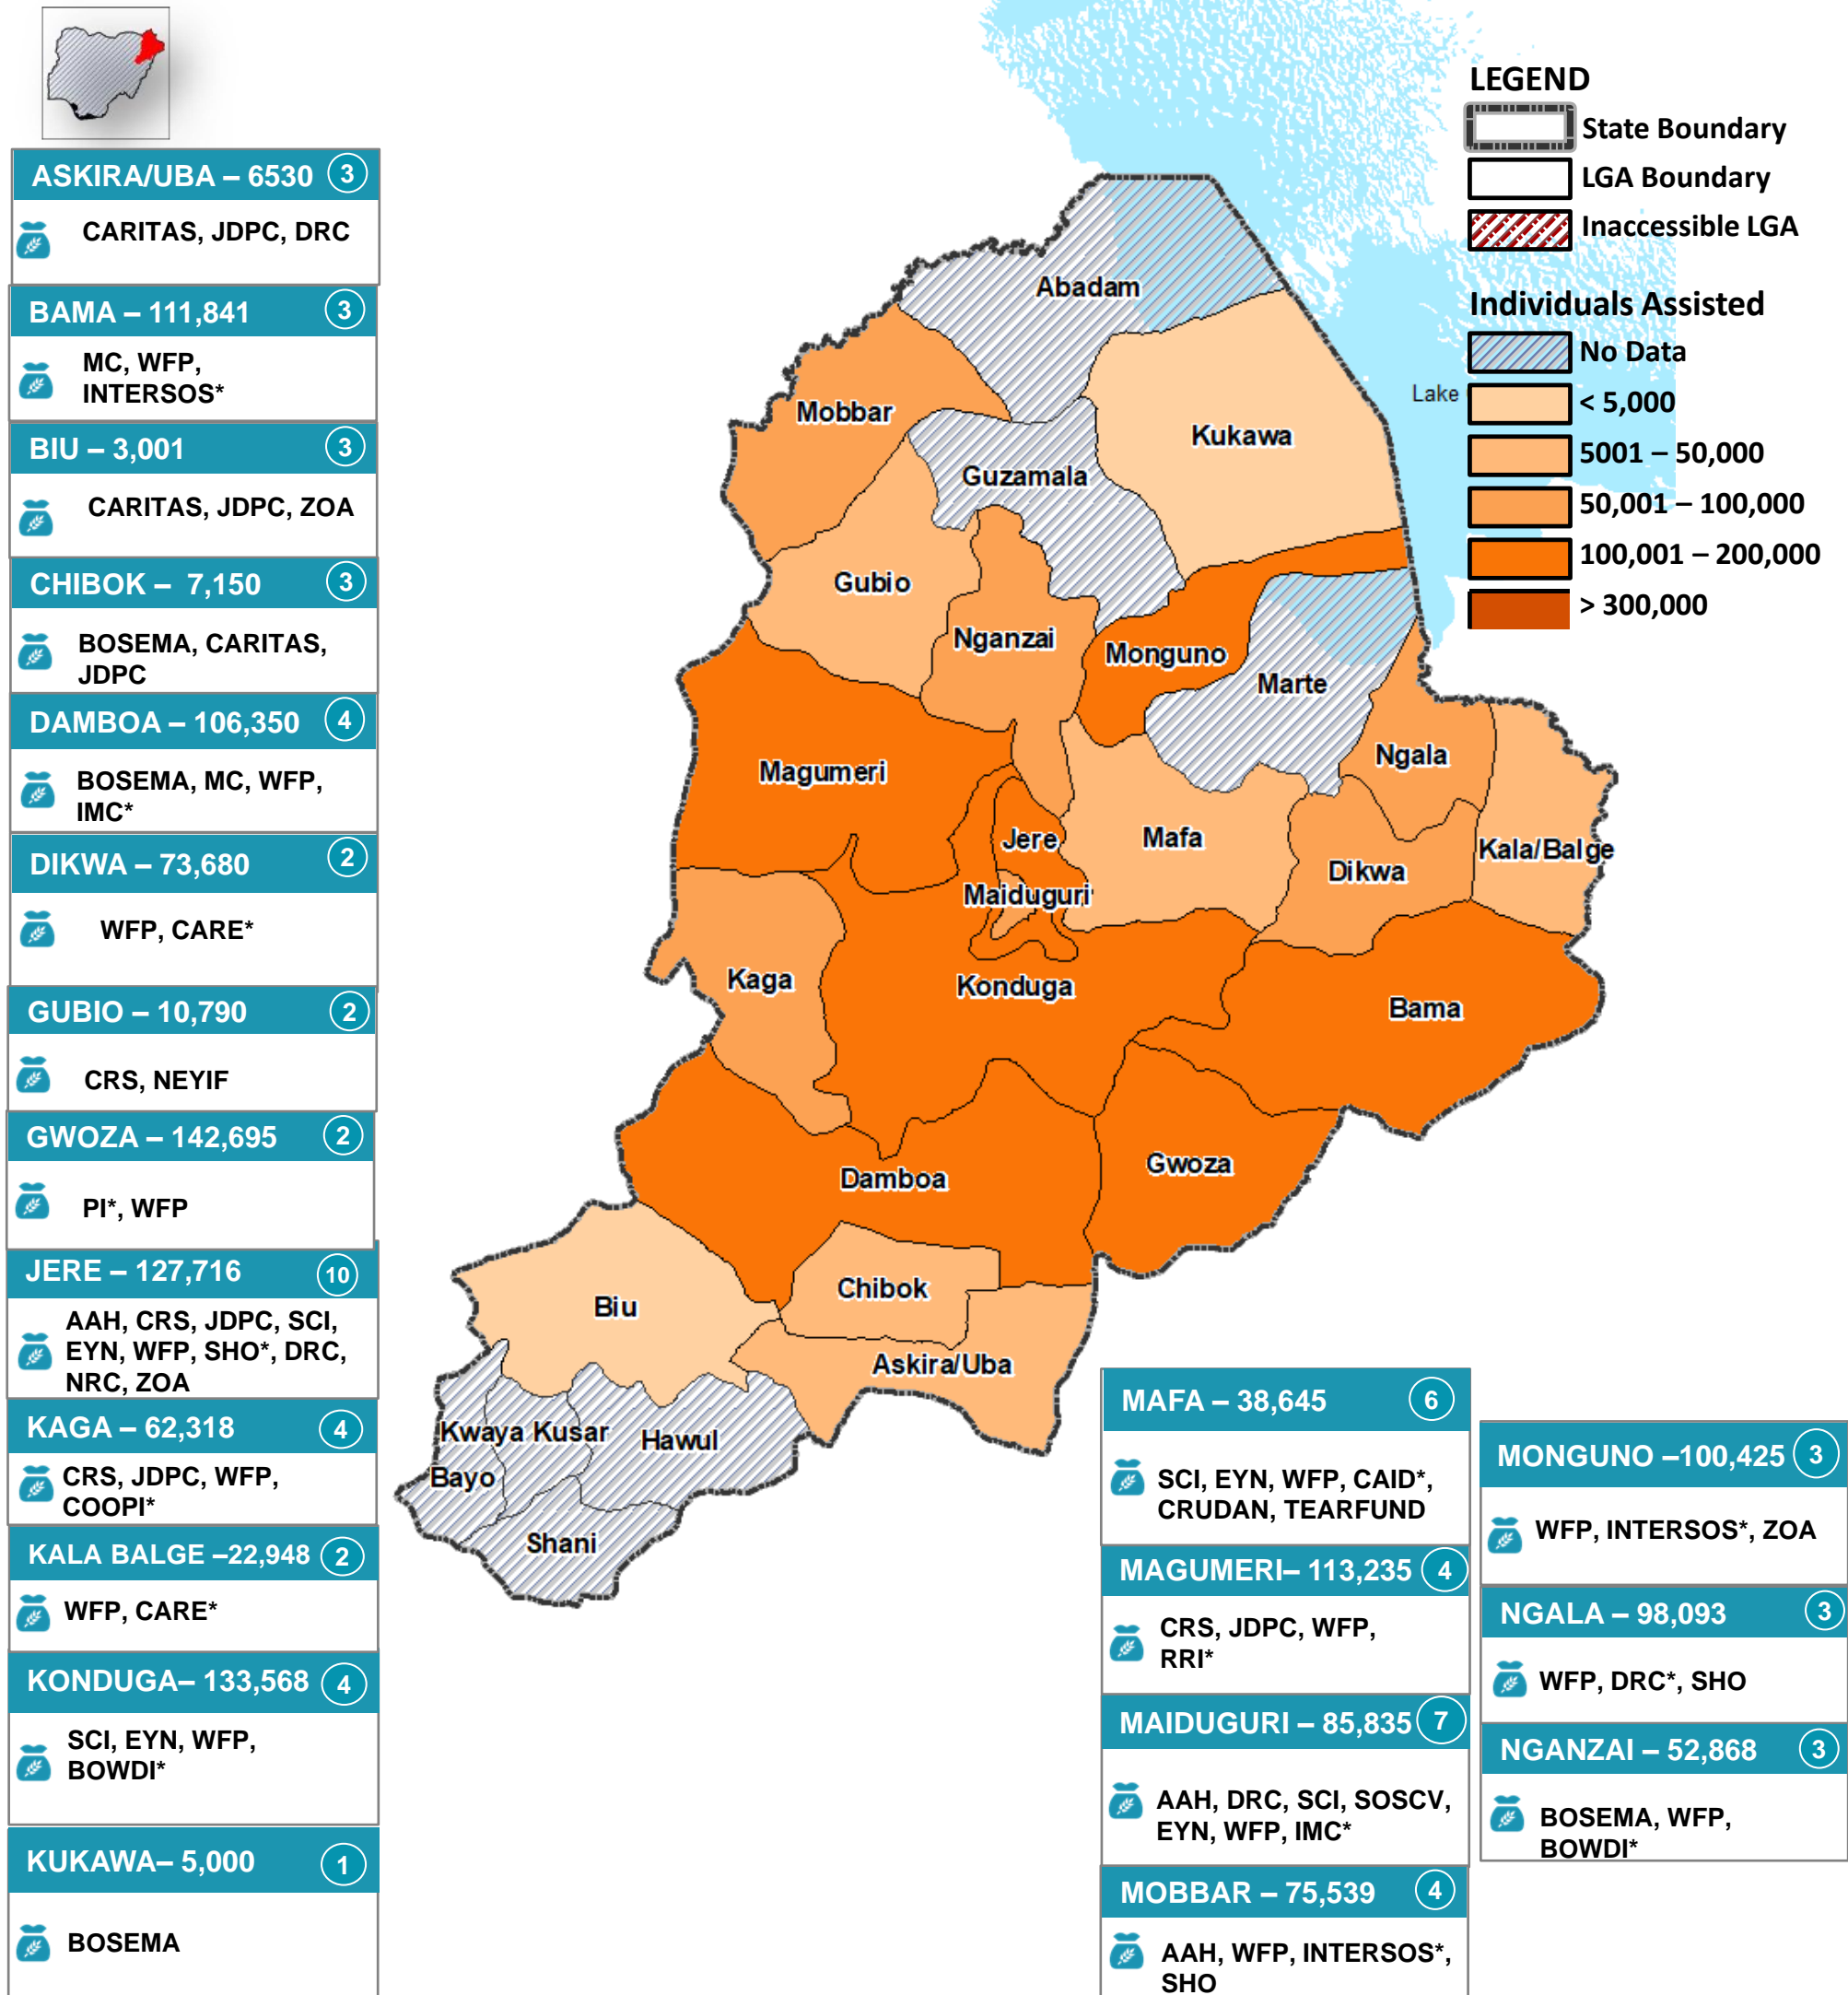 ASKIRA/UBA – 6530 3
CARITAS, JDPC, DRC
BAMA – 111,841 3
MC, WFP,
INTERSOS*
BIU – 3,001 3
CARITAS, JDPC, ZOA
CHIBOK – 7,150 3
BOSEMA, CARITAS,
JDPC
DAMBOA – 106,350 4
BOSEMA, MC, WFP,
IMC*
DIKWA – 73,680 2
WFP, CARE*
GUBIO – 10,790 2
CRS, NEYIF
GWOZA – 142,695 2
PI*, WFP
JERE – 127,716 10
AAH, CRS, JDPC, SCI,
EYN, WFP, SHO*, DRC,
NRC, ZOA
KAGA – 62,318 4
CRS, JDPC, WFP,
COOPI*
KALA BALGE –22,948 2
WFP, CARE*
KONDUGA– 133,568 4
SCI, EYN, WFP,
BOWDI*
KUKAWA– 5,000 1
BOSEMA
LEGEND
State Boundary
LGA Boundary
Inaccessible LGA
Individuals Assisted
No Data
< 5,000
5001 – 50,000
50,001 – 100,000
100,001 – 200,000
> 300,000
Lake
Abadam
Mobbar
Kukawa
Guzamala
Gubio
Nganzai
Monguno
Marte
Ngala
Magumeri
Jere
Mafa
Kala/Balge
Dikwa
Maiduguri
Kaga
Konduga
Bama
Gwoza
Damboa
Chibok
Biu
Askira/Uba
Kwaya Kusar
Hawul
Bayo
Shani
MAFA – 38,645 6
SCI, EYN, WFP, CAID*,
CRUDAN, TEARFUND
MAGUMERI– 113,235 4
CRS, JDPC, WFP,
RRI*
MAIDUGURI – 85,835 7
AAH, DRC, SCI, SOSCV,
EYN, WFP, IMC*
MOBBAR – 75,539 4
AAH, WFP, INTERSOS*,
SHO
MONGUNO –100,425 3
WFP, INTERSOS*, ZOA
NGALA – 98,093 3
WFP, DRC*, SHO
NGANZAI – 52,868 3
BOSEMA, WFP,
BOWDI*